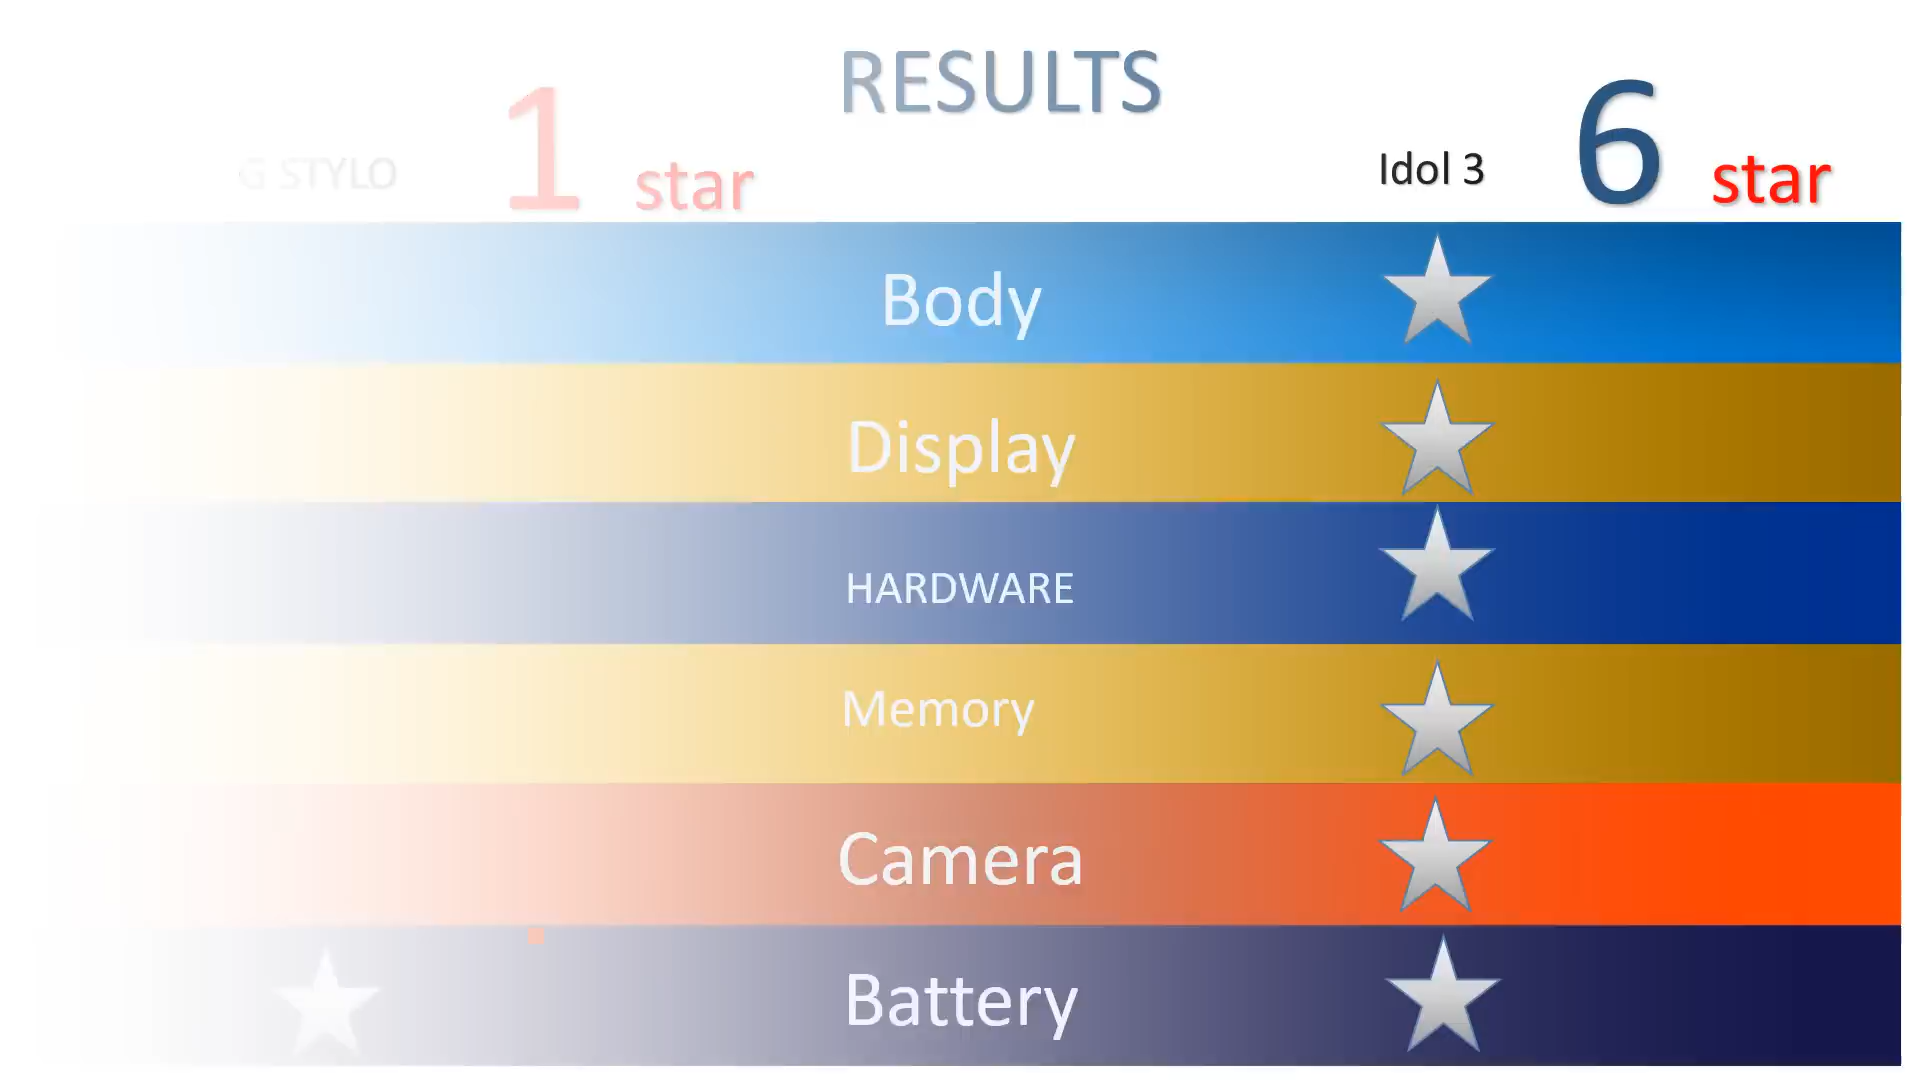 RESULTS
G STYLO 1 star
Idol 3 6 star
Body
Display
HARDWARE
Memory
Camera
Battery